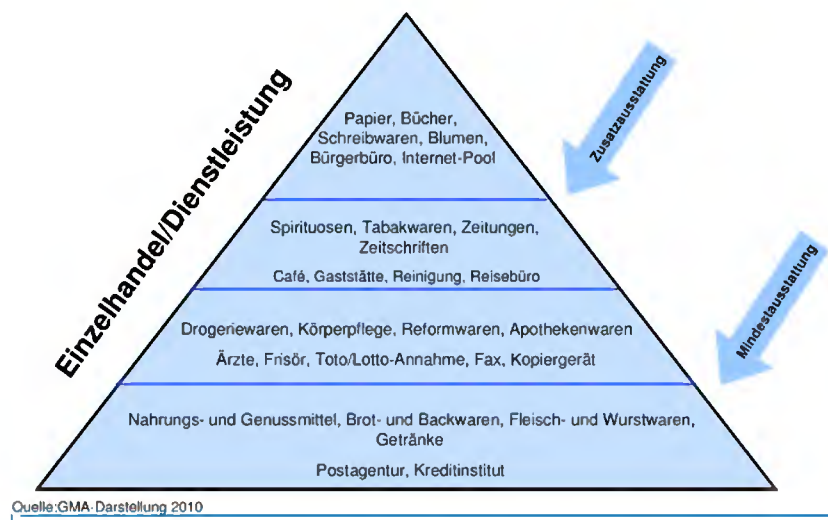 Einzelhandel/Dienstleistung
Papier, Bücher,
Schreibwaren, Blumen,
Bürgerbüro, Internet-Pool
Zusatzausstattung
Spirituosen, Tabakwaren, Zeitungen,
Zeitschriften
Café, Gaststätte, Reinigung, Reisebüro
Drogeriewaren, Körperpflege, Reformwaren, Apothekenwaren
Ärzte, Frisör, Toto/Lotto-Annahme, Fax, Kopiergerät
Mindestausstattung
Nahrungs- und Genussmittel, Brot- und Backwaren, Fleisch- und Wurstwaren,
Getränke
Postagentur, Kreditinstitut
Quelle:GMA-Darstellung 2010